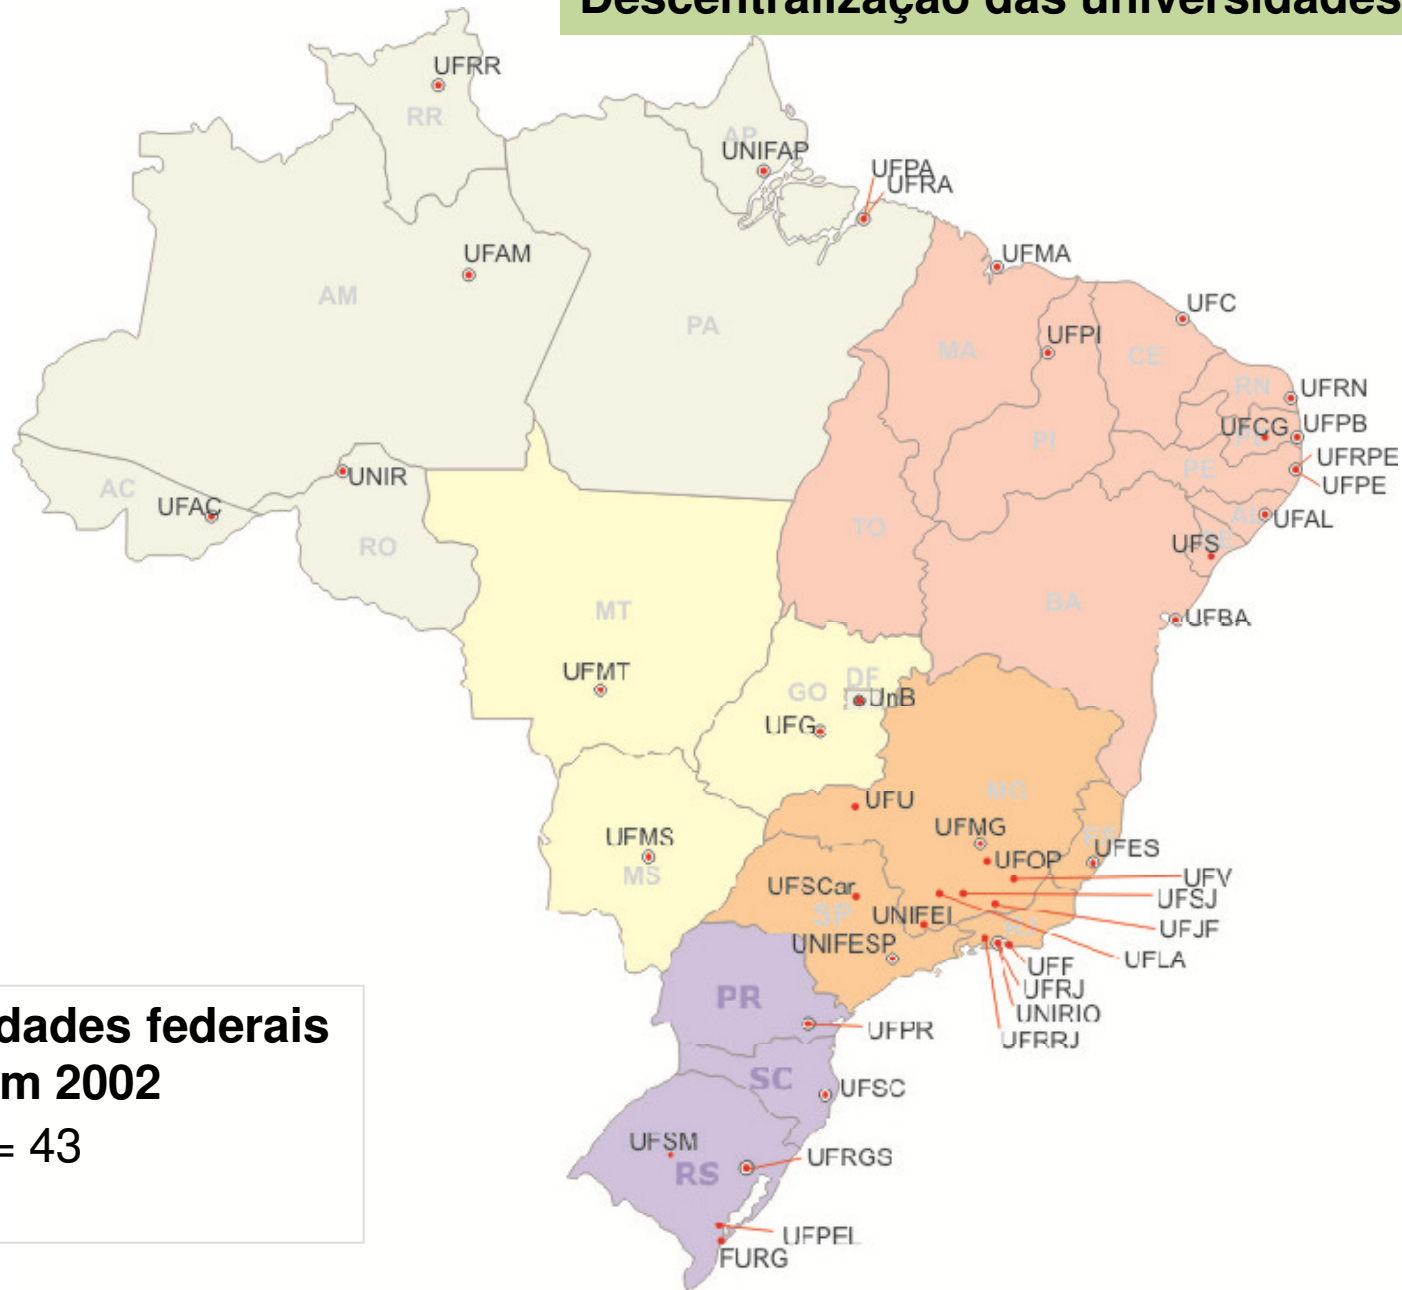 Descentralização das universidades
UFRR
RR
AP
UNIFAP
UFPA
UFRA
UFAM
UFMA
AM
UFC
PA
UFPI
MA
CE
RN
UFRN
UFCG
UFPB
PI
UFRPE
PE
UNIR
UFPE
AC
UFAC
AL
UFAL
TO
RO
UFS
SE
BA
MT
UFBA
UFMT
DF
GO
UnB
UFG
MG
UFU
UFMG
ES
UFMS
UFES
UFOP
MS
UFV
UFSCar
UFSJ
SP
UNIFEI
RJ
UFJF
UNIFESP
UFLA
UFF
UFRJ
PR
UNIRIO
UFPR
UFRRJ
dades federais
m 2002
= 43
SC
UFSC
UFSM
UFRGS
RS
UFPEL
FURG